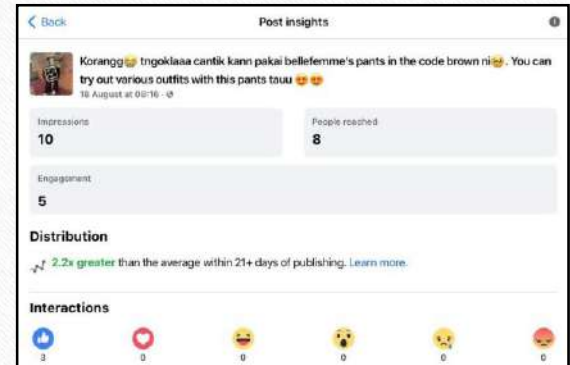 Back Post insights
Korangg😂 tngoklaaa cantik kann pakai bellefemme's pants in the code brown ni🥹. You can
try out various outfits with this pants tauu 😍 😍
18 August at 08:16 ·
Impressions People reached
10 8
Engagement
5
Distribution
2.2x greater than the average within 21+ days of publishing. Learn more.
Interactions
3 0 0 0 0 0